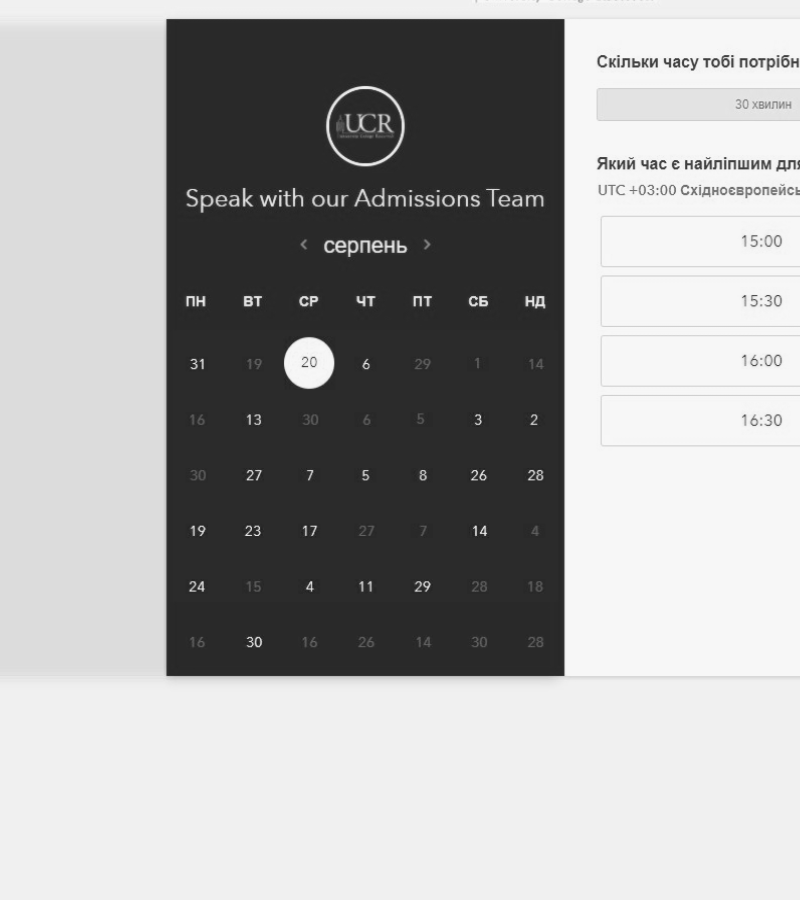 Скільки часу тобі потрібн
30 хвилин
UCR
Speak with our Admissions Team
Який час є найліпшим для
UTC +03:00 Східноєвропейсь
серпень
15:00
15:30
16:00
16:30
ПН ВТ СР ЧТ ПТ СБ НД
31 19 20 6 29 1 14
16 13 30 6 5 3 2
30 27 7 5 8 26 28
19 23 17 27 7 14 4
24 15 4 11 29 28 18
16 30 16 26 14 30 28